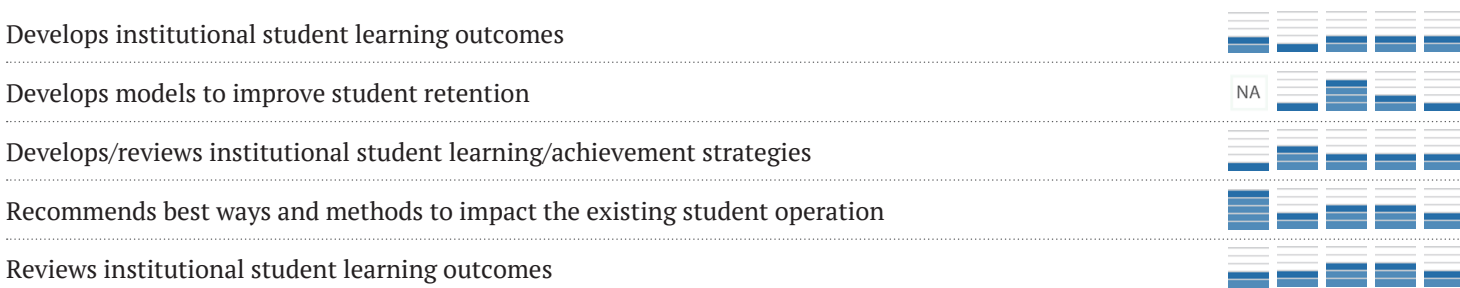 Develops institutional student learning outcomes
Develops models to improve student retention NA
Develops/reviews institutional student learning/achievement strategies
Recommends best ways and methods to impact the existing student operation
Reviews institutional student learning outcomes